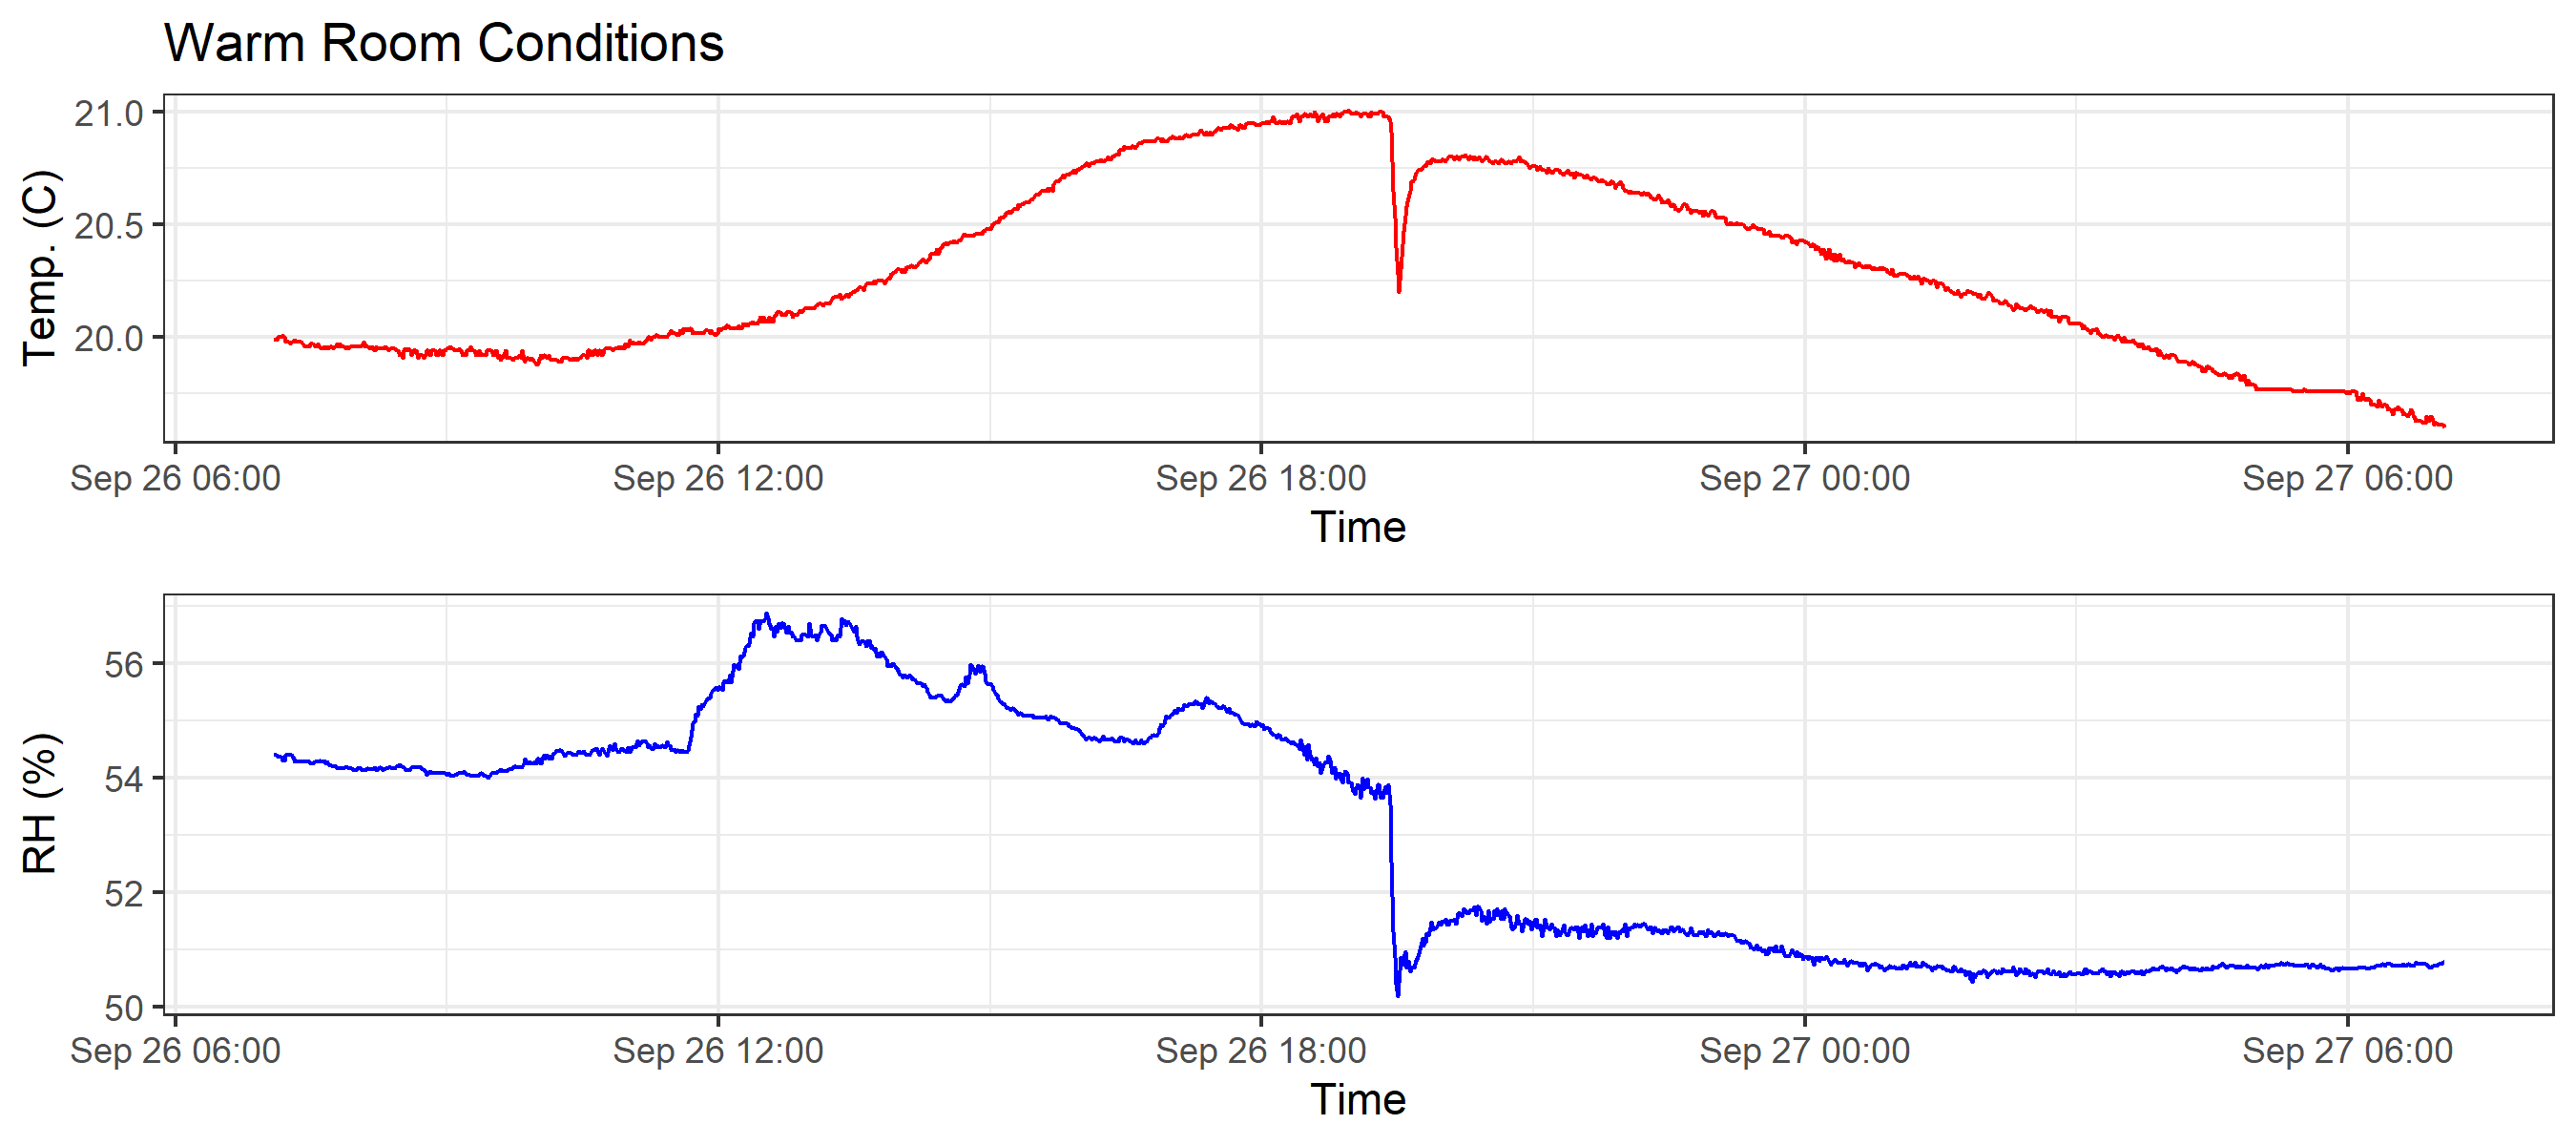 Warm Room Conditions
21.0
20.5
20.0
Temp. (C)
Sep 26 06:00 Sep 26 12:00 Sep 26 18:00 Sep 27 00:00 Sep 27 06:00
Time
56
54
52
50
RH (%)
Sep 26 06:00 Sep 26 12:00 Sep 26 18:00 Sep 27 00:00 Sep 27 06:00
Time